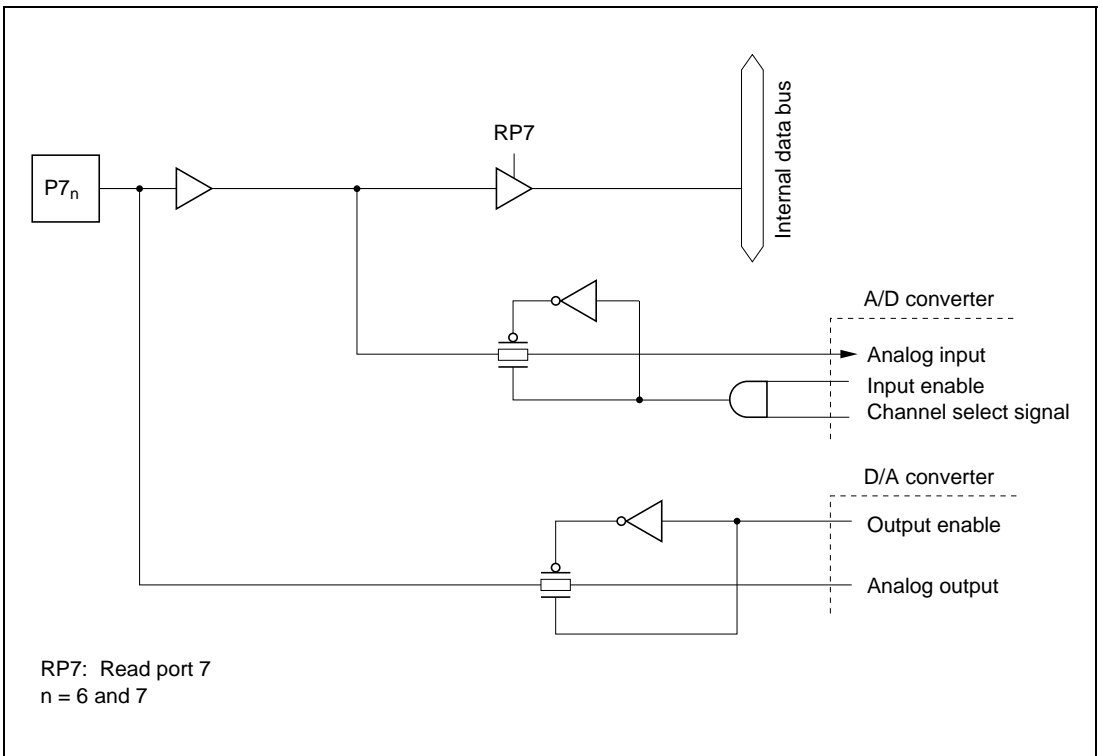 RP7
P7n
Internal data bus
A/D converter
Analog input
Input enable
Channel select signal
D/A converter
Output enable
Analog output
RP7: Read port 7
n = 6 and 7